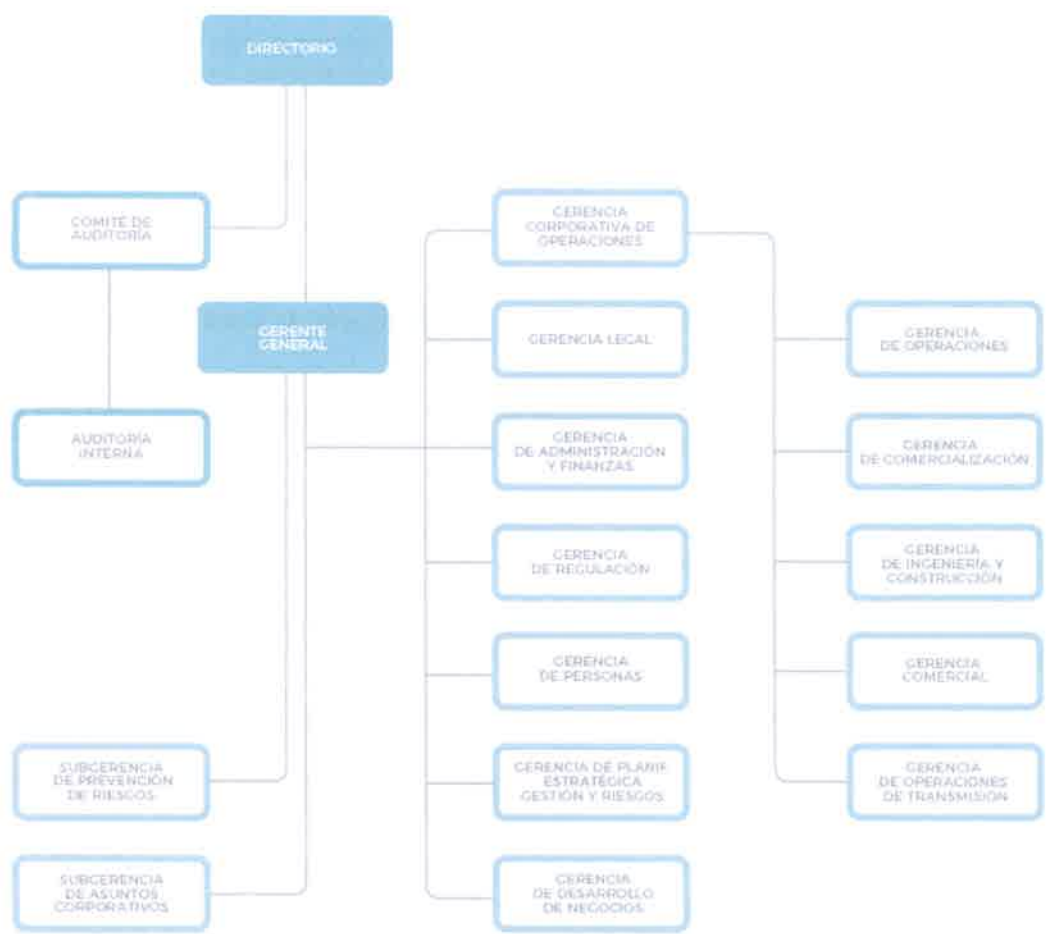 DIRECTORIO
COMITÉ DE
AUDITORÍA
GERENTE
GENERAL
AUDITORÍA
INTERNA
SUBGERENCIA
DE PREVENCIÓN
DE RIESGOS
SUBGERENCIA
DE ASUNTOS
CORPORATIVOS
GERENCIA
CORPORATIVA DE
OPERACIONES
GERENCIA LEGAL
GERENCIA
DE ADMINISTRACIÓN
Y FINANZAS
GERENCIA
DE REGULACIÓN
GERENCIA
DE PERSONAS
GERENCIA DE PLANIF
ESTRATÉGICA
GESTIÓN Y RIESGOS
GERENCIA
DE DESARROLLO
DE NEGOCIOS
GERENCIA
DE OPERACIONES
GERENCIA
DE COMERCIALIZACIÓN
GERENCIA
DE INGENIERÍA Y
CONSTRUCCIÓN
GERENCIA
COMERCIAL
GERENCIA
DE OPERACIONES
DE TRANSMISIÓN